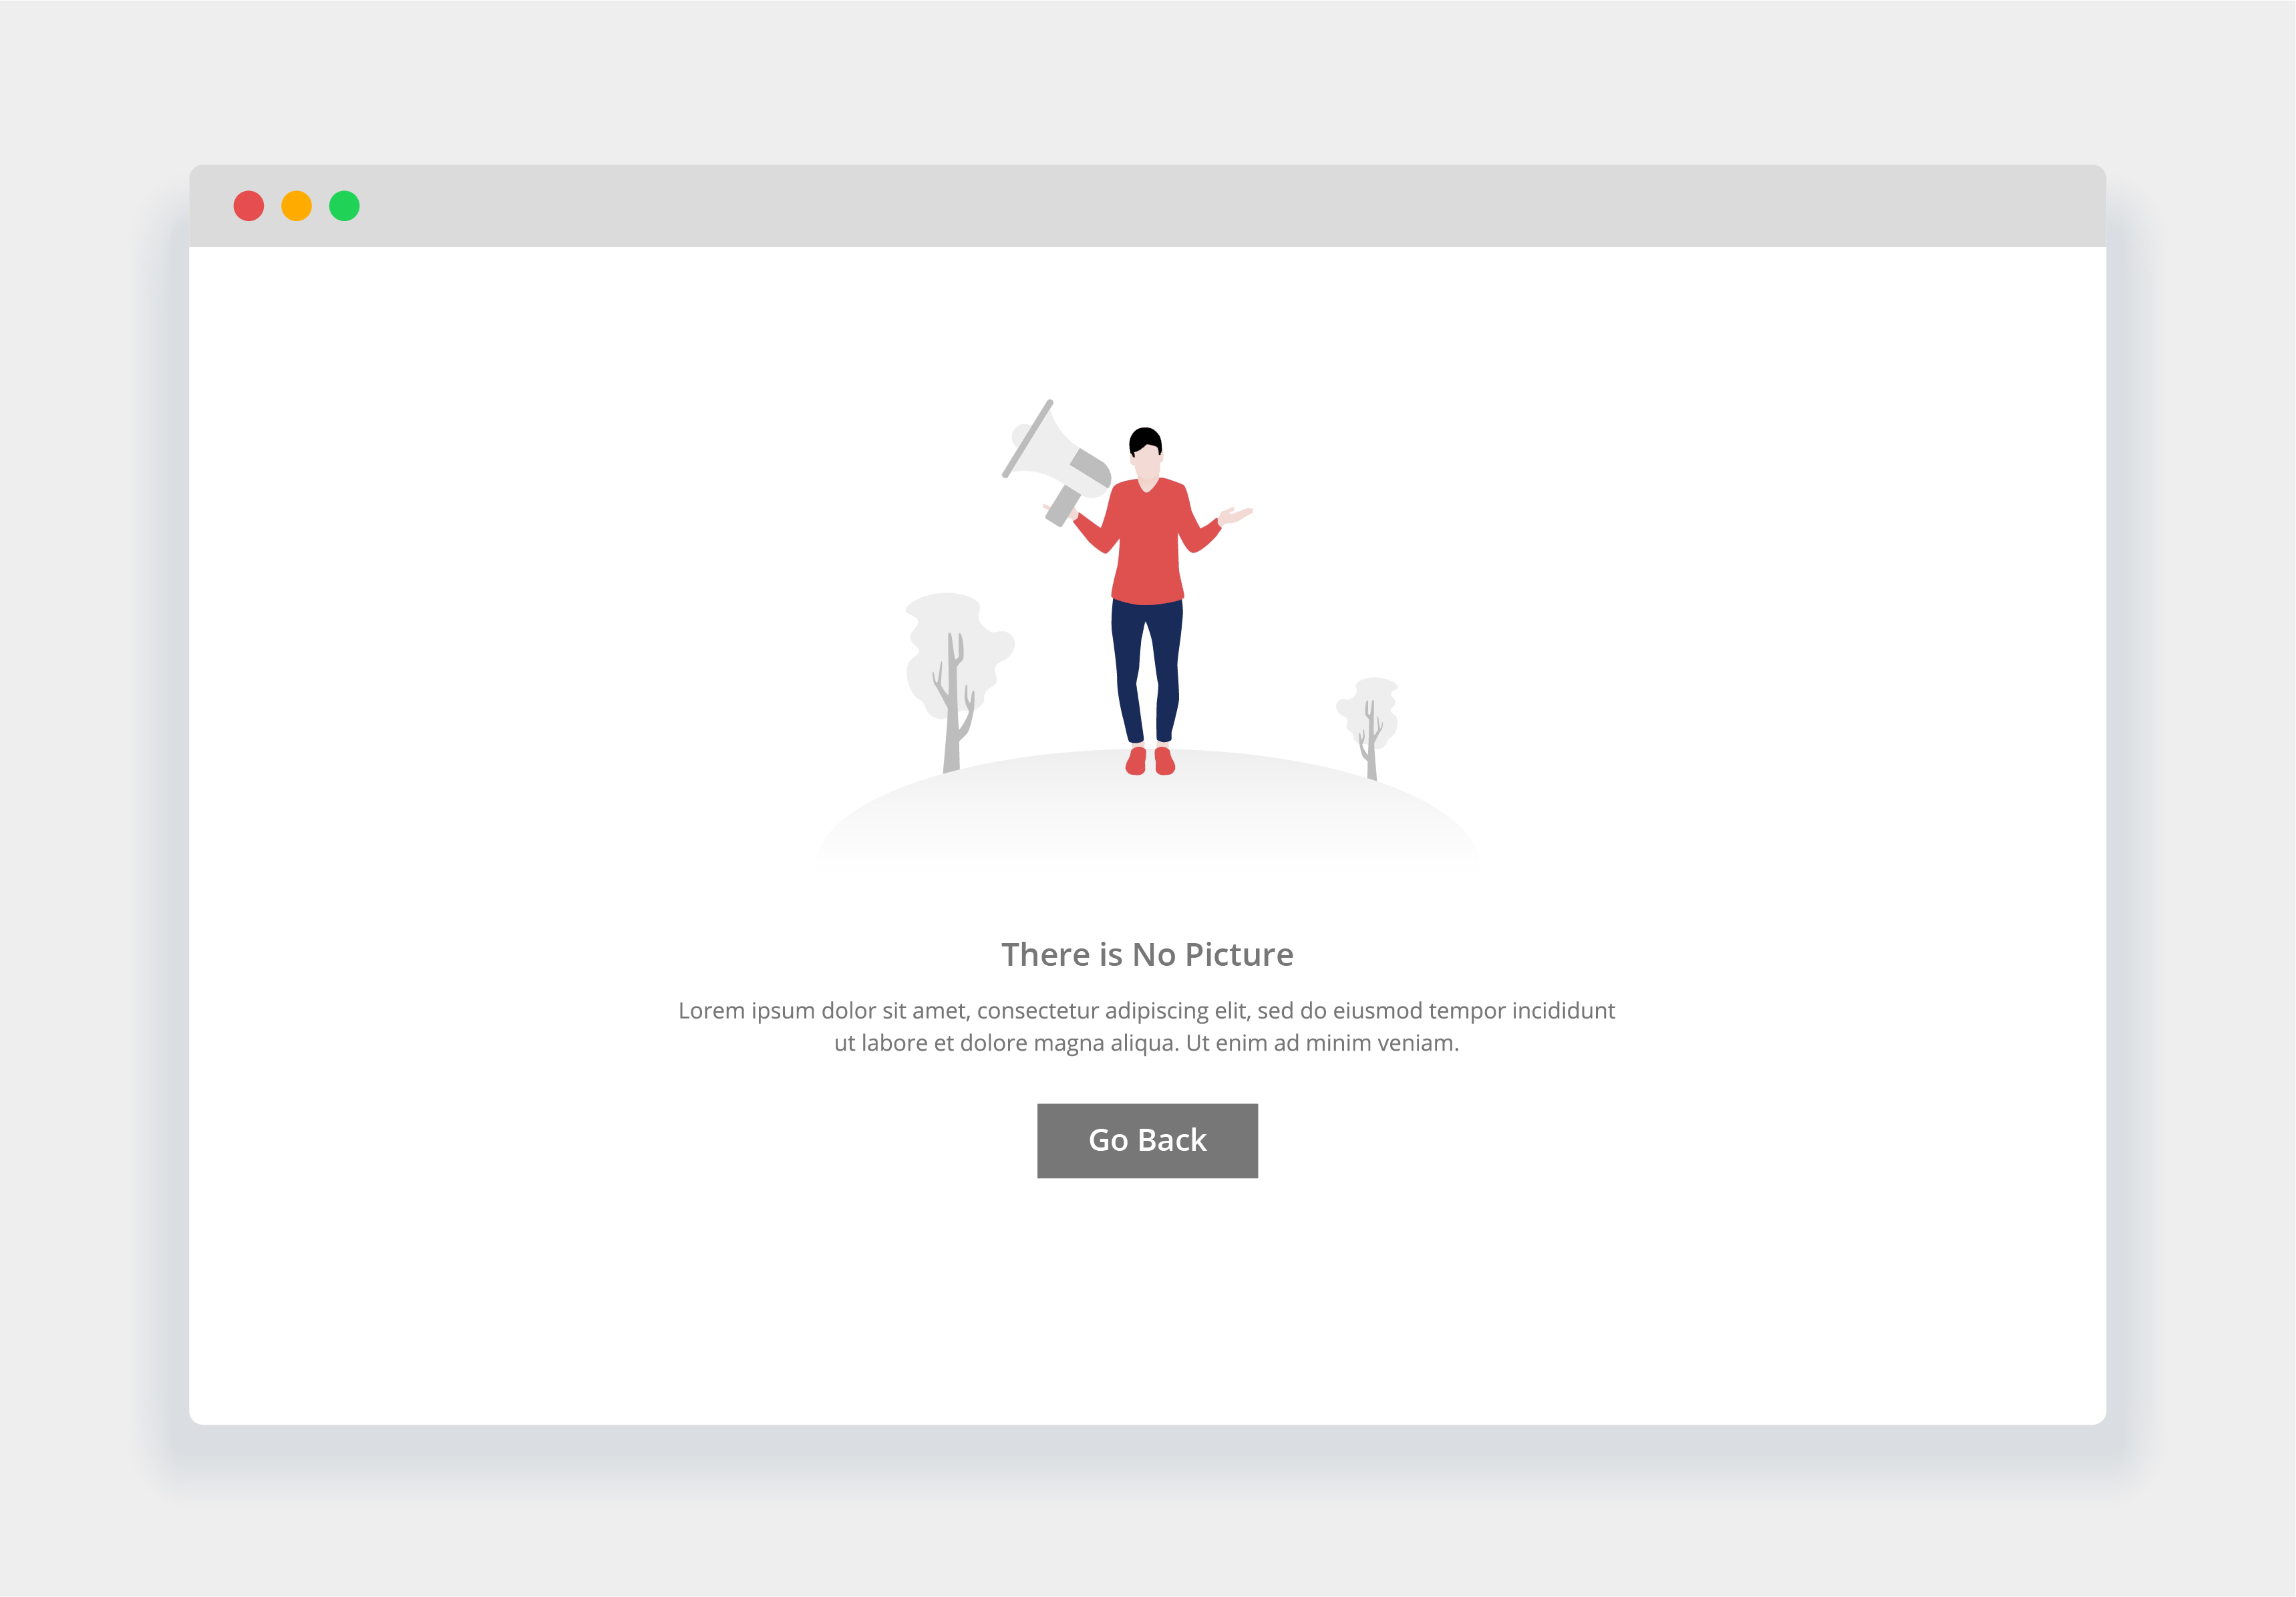 There is No Picture
Lorem ipsum dolor sit amet, consectetur adipiscing elit, sed do eiusmod tempor incididunt
ut labore et dolore magna aliqua. Ut enim ad minim veniam.
Go Back